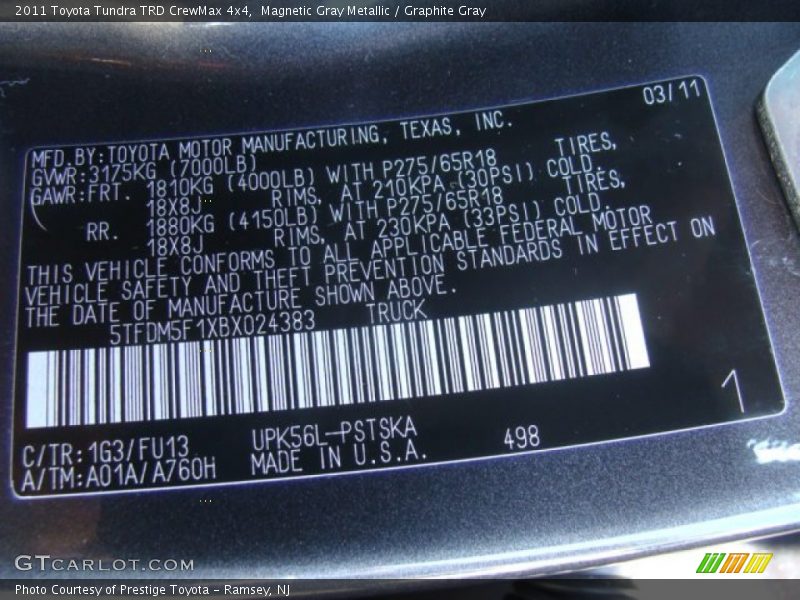 2011 Toyota Tundra TRD CrewMax 4x4, Magnetic Gray Metallic / Graphite Gray
03/11
MFD.BY:TOYOTA MOTOR MANUFACTURING, TEXAS, INC.
GVWR:3175KG (7000LB)
GAWR:FRT. 1810KG (4000LB) WITH P275/65R18 TIRES,
18X8J RIMS, AT 210KPA (30PSI) COLD.
RR. 1880KG (4150LB) WITH P275/65R18 TIRES,
18X8J RIMS, AT 230KPA (33PSI) COLD.
THIS VEHICLE CONFORMS TO ALL APPLICABLE FEDERAL MOTOR
VEHICLE SAFETY AND THEFT PREVENTION STANDARDS IN EFFECT ON
THE DATE OF MANUFACTURE SHOWN ABOVE.
5TFDM5F1XBX024383 TRUCK
1
C/TR:1G3/FU13 UPK56L-PSTSKA 498
A/TM:A01A/A760H MADE IN U.S.A.
GTCARLOT.COM
Photo Courtesy of Prestige Toyota - Ramsey, NJ